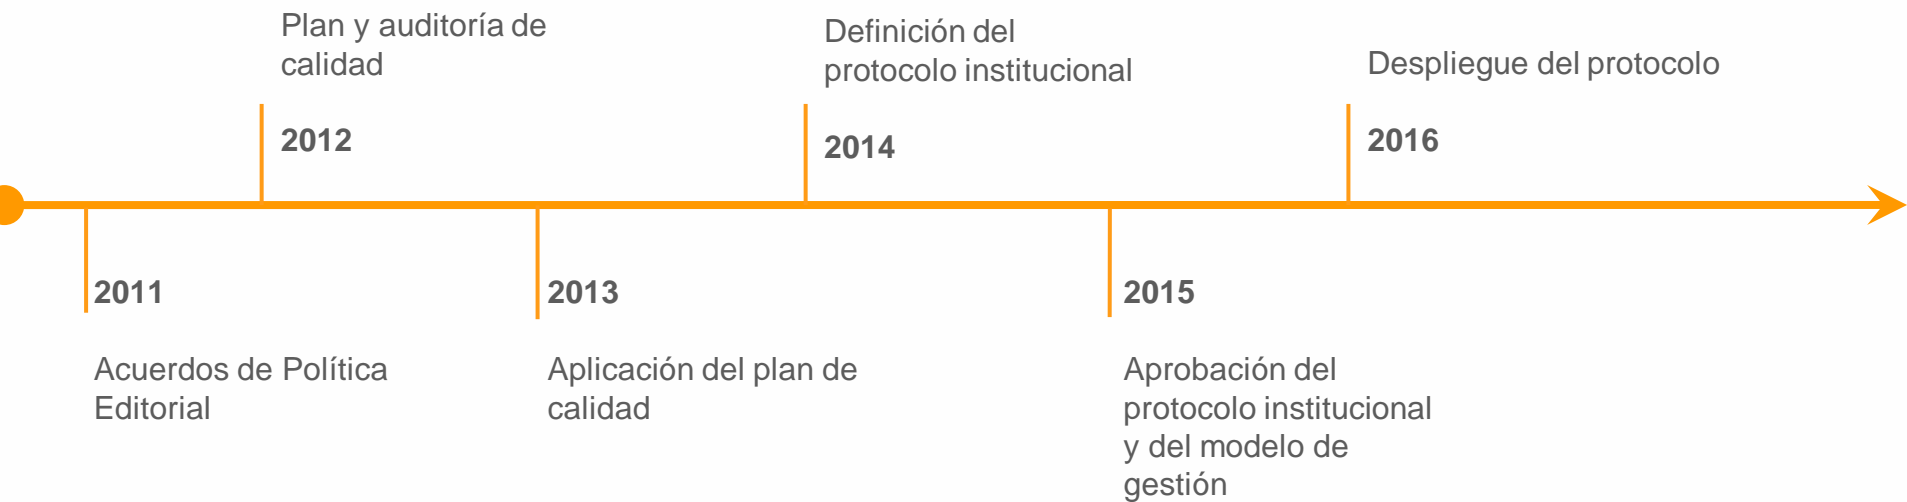 Plan y auditoría de
calidad
2012
Definición del
protocolo institucional
2014
Despliegue del protocolo
2016
2011
Acuerdos de Política
Editorial
2013
Aplicación del plan de
calidad
2015
Aprobación del
protocolo institucional
y del modelo de
gestión